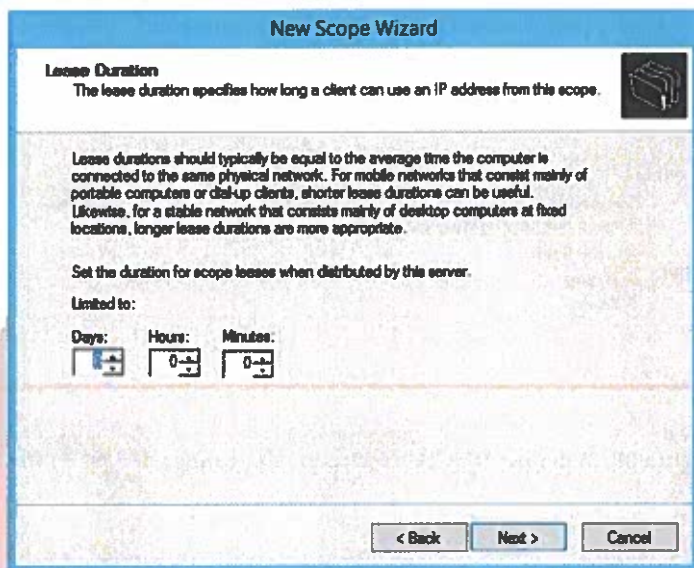 New Scope Wizard
Lease Duration
The lease duration specifies how long a client can use an IP address from this scope.
Lease durations should typically be equal to the average time the computer is
connected to the same physical network. For mobile networks that consist mainly of
portable computers or dial-up clients, shorter lease durations can be useful.
Likewise, for a stable network that consists mainly of desktop computers at fixed
locations, longer lease durations are more appropriate.
Set the duration for scope leases when distributed by this server.
Limited to:
Days: Hours: Minutes:
0 0
< Back Next > Cancel